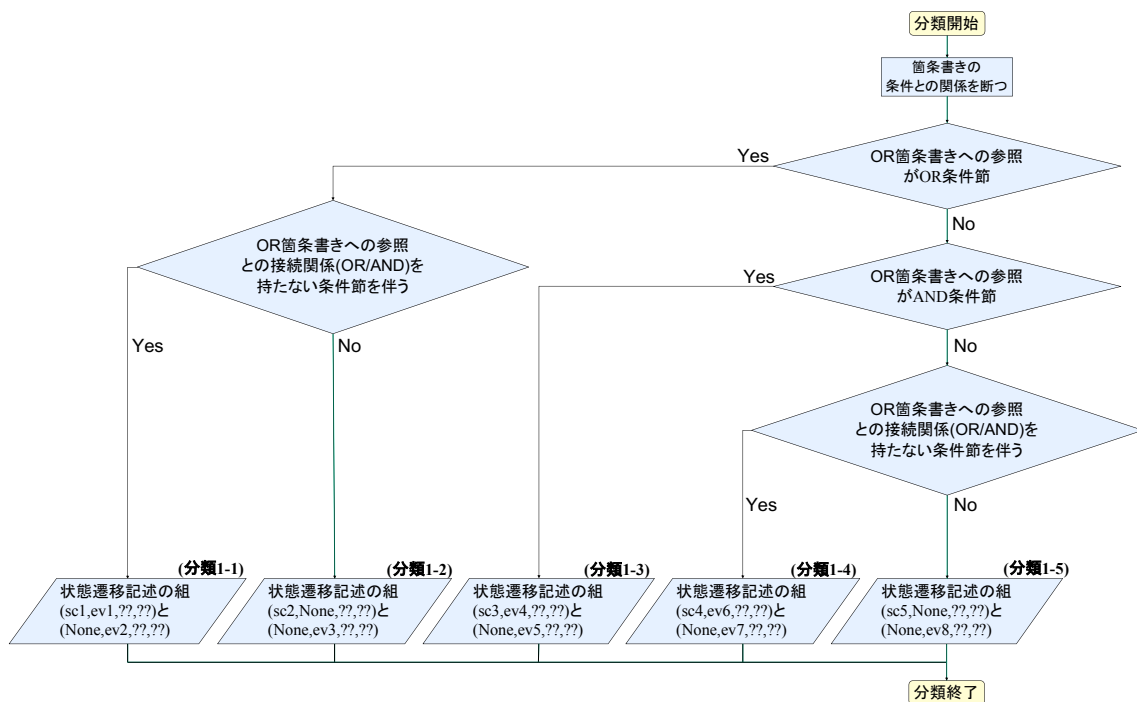 分類開始
箇条書きの
条件との関係を断つ
OR箇条書きへの参照
がOR条件節
Yes
No
OR箇条書きへの参照
との接続関係(OR/AND)を
持たない条件節を伴う
OR箇条書きへの参照
がAND条件節
Yes
Yes
No
No
OR箇条書きへの参照
との接続関係(OR/AND)を
持たない条件節を伴う
Yes
No
(分類1-1)
状態遷移記述の組
(sc1,ev1,??,??)と
(None,ev2,??,??)
(分類1-2)
状態遷移記述の組
(sc2,None,??,??)と
(None,ev3,??,??)
(分類1-3)
状態遷移記述の組
(sc3,ev4,??,??)と
(None,ev5,??,??)
(分類1-4)
状態遷移記述の組
(sc4,ev6,??,??)と
(None,ev7,??,??)
(分類1-5)
状態遷移記述の組
(sc5,None,??,??)と
(None,ev8,??,??)
分類終了